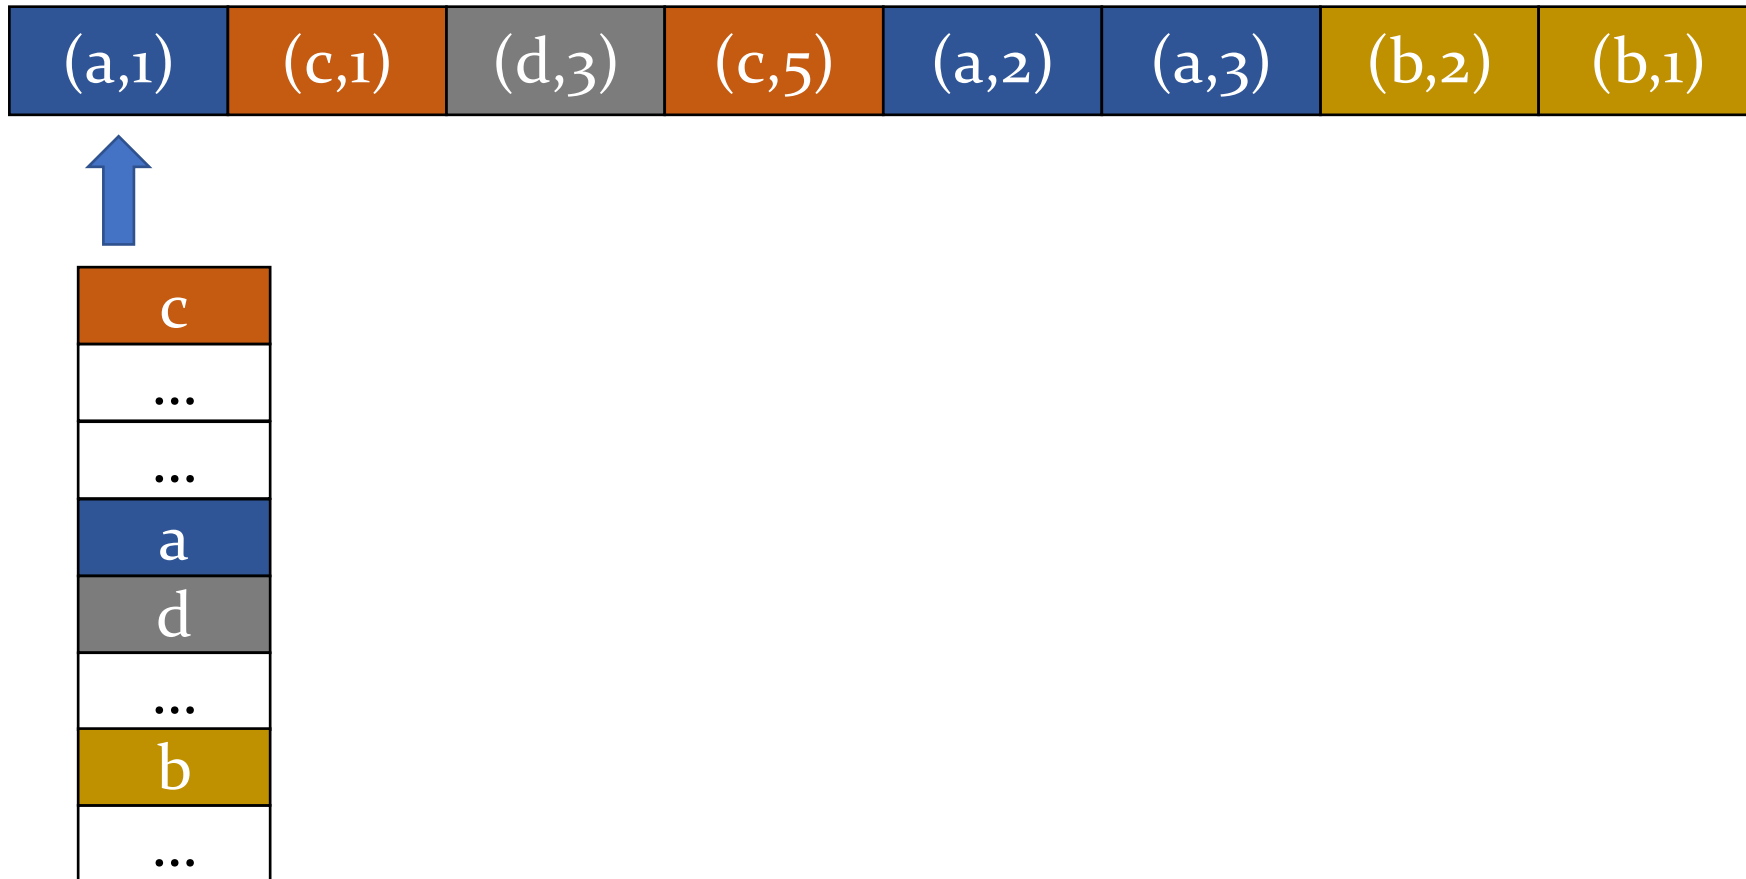 (a,1) (c,1) (d,3) (c,5) (a,2) (a,3) (b,2) (b,1)
c
...
...
a
d
...
b
...